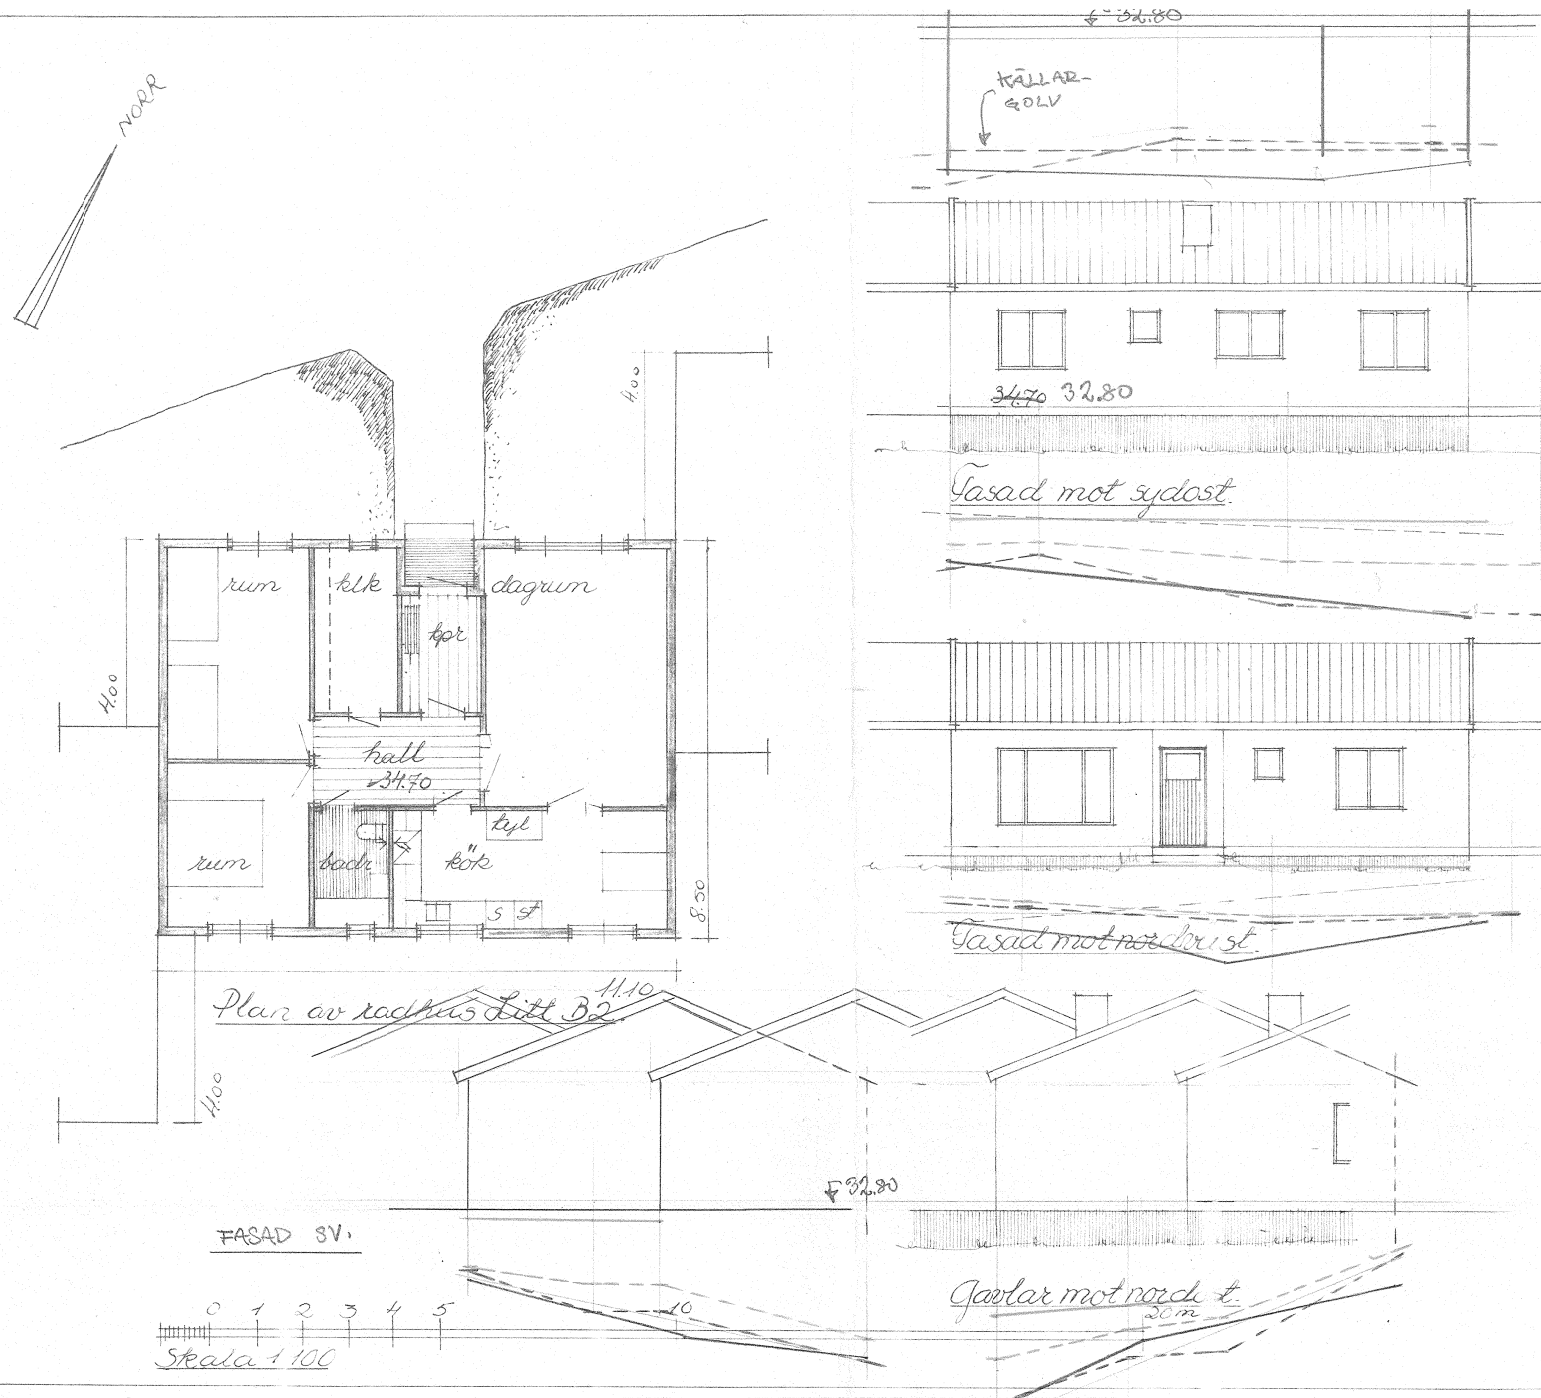 NORR
32.80
KÄLLAR-
GOLV
4.00
34.70 32.80
Fasad mot sydost.
rum
klk
dagrum
kpr
4.00
hall
34.70
kyl
rum
badr
kök
s st
8.50
Fasad mot nordväst.
11.10
Plan av radhus Litt B2.
4.00
32.80
FASAD SV.
Gavlar mot nordost.
0 1 2 3 4 5 10 20m
Skala 1 100